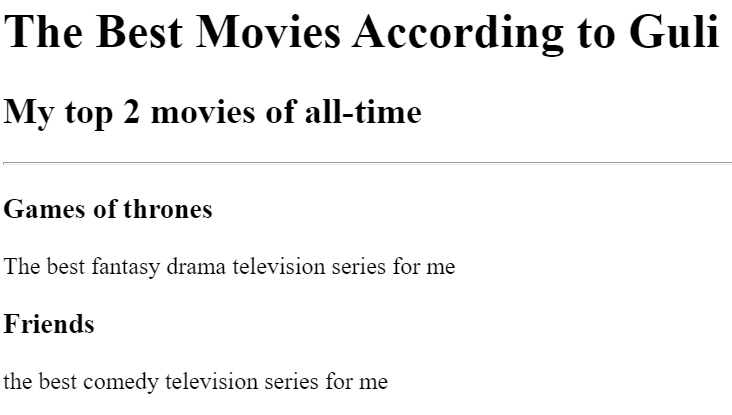 The Best Movies According to Guli
My top 2 movies of all-time
Games of thrones
The best fantasy drama television series for me
Friends
the best comedy television series for me